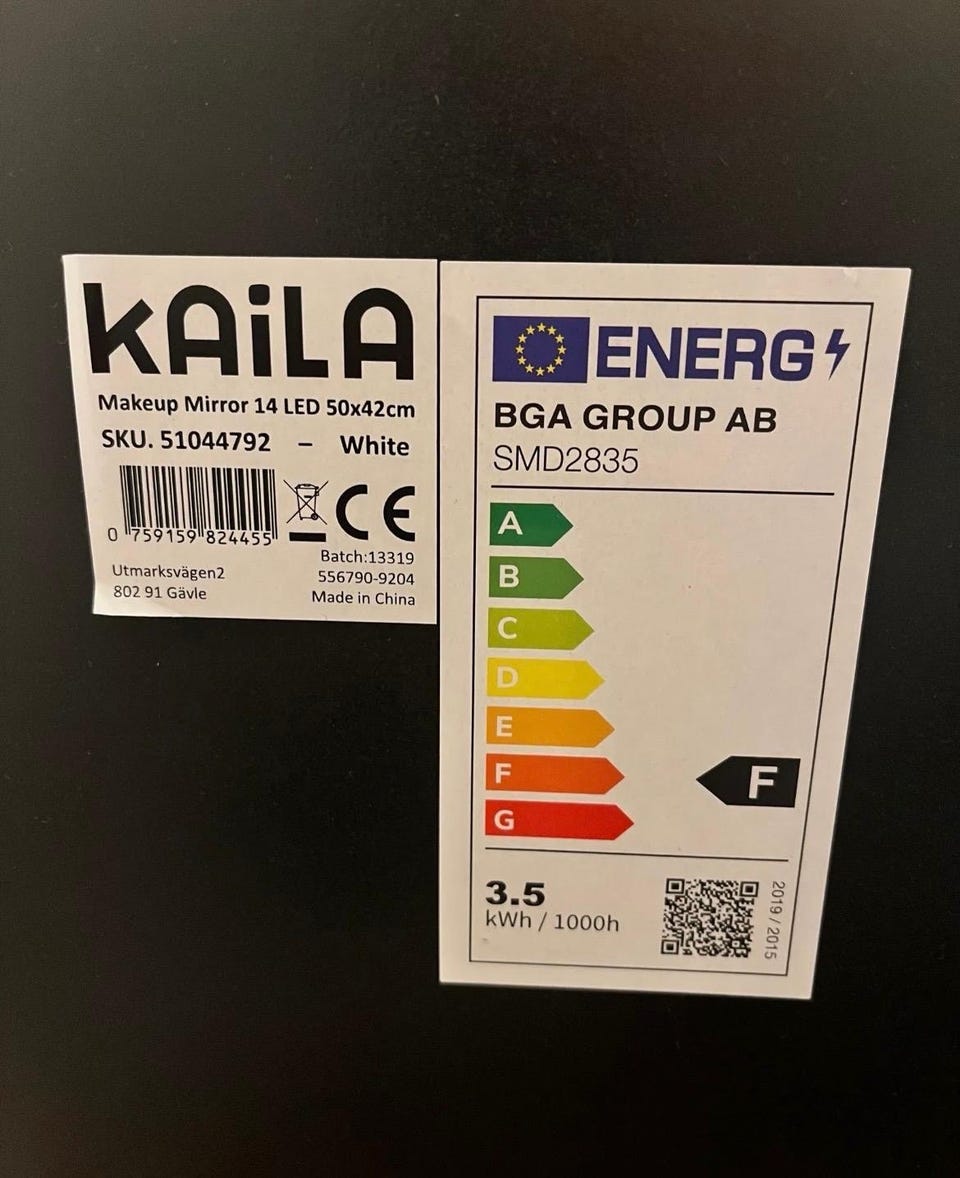 KAiLA
Makeup Mirror 14 LED 50x42cm
SKU. 51044792 – White
0 759159 824455
CE
Batch:13319
Utmarksvägen2
556790-9204
802 91 Gävle
Made in China
ENERG
BGA GROUP AB
SMD2835
A
B
C
D
E
F
F
G
3.5
kWh / 1000h
2019 / 2015